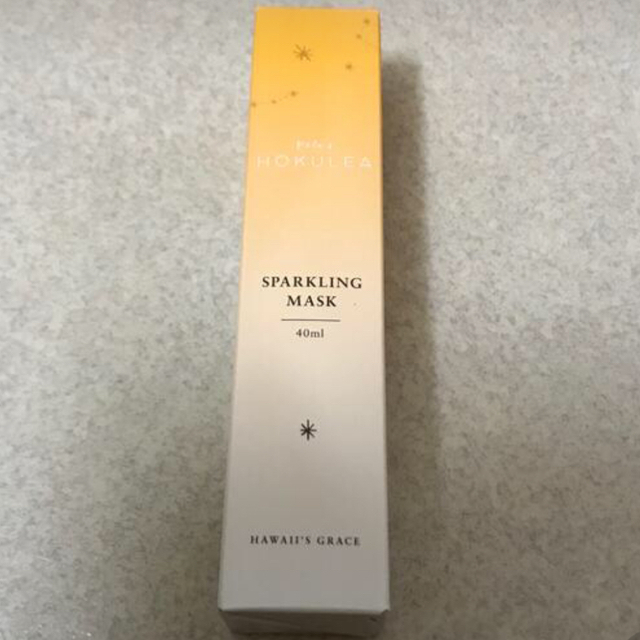 HOKULEA
SPARKLING
MASK
40ml
HAWAII'S GRACE